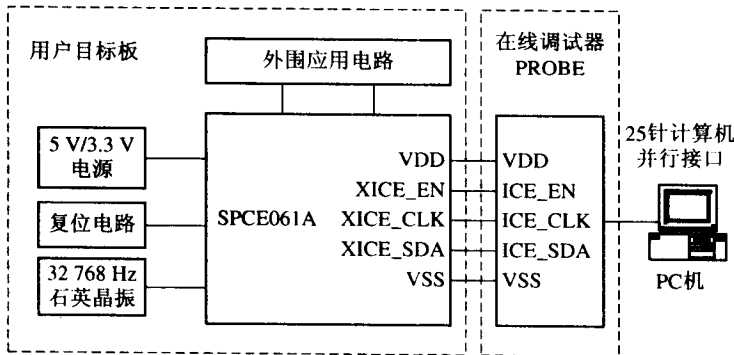 用户目标板
外围应用电路
在线调试器
PROBE
5 V/3.3 V
电源
复位电路
32 768 Hz
石英晶振
SPCE061A
VDD
XICE_EN
XICE_CLK
XICE_SDA
VSS
VDD
ICE_EN
ICE_CLK
ICE_SDA
VSS
25针计算机
并行接口
PC机